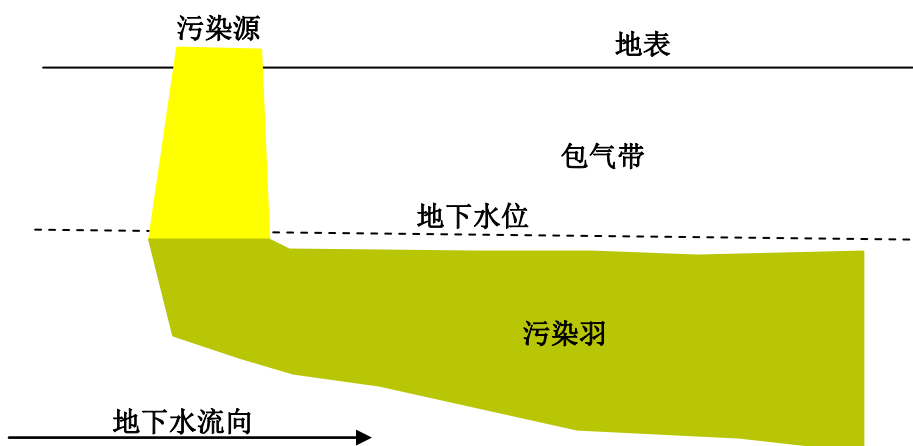 污染源
地表
包气带
地下水位
污染羽
地下水流向